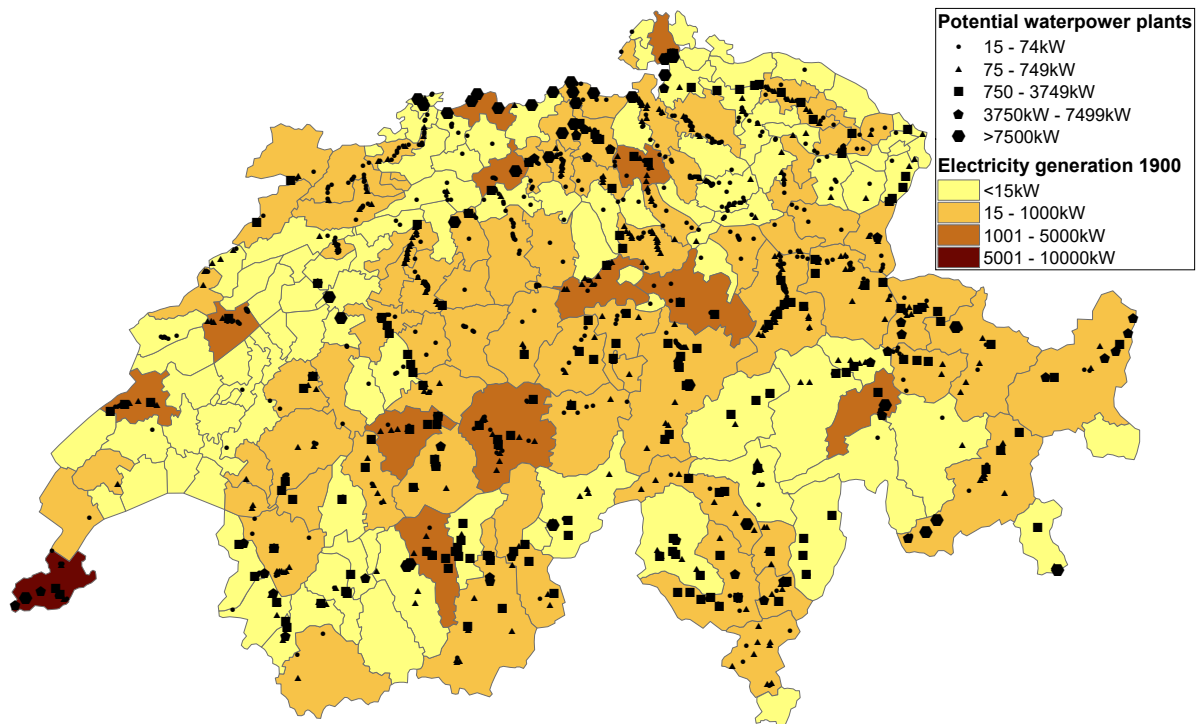 Potential waterpower plants
15 - 74kW
75 - 749kW
750 - 3749kW
3750kW - 7499kW
>7500kW
Electricity generation 1900
<15kW
15 - 1000kW
1001 - 5000kW
5001 - 10000kW